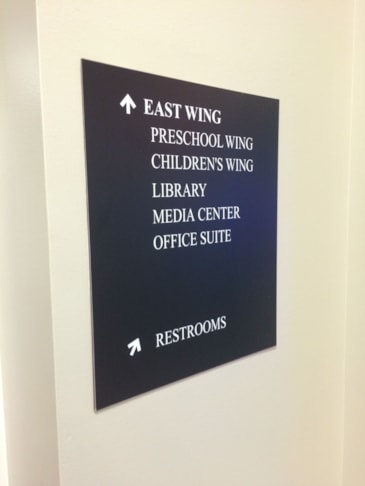 EAST WING
PRESCHOOL WING
CHILDREN'S WING
LIBRARY
MEDIA CENTER
OFFICE SUITE
RESTROOMS